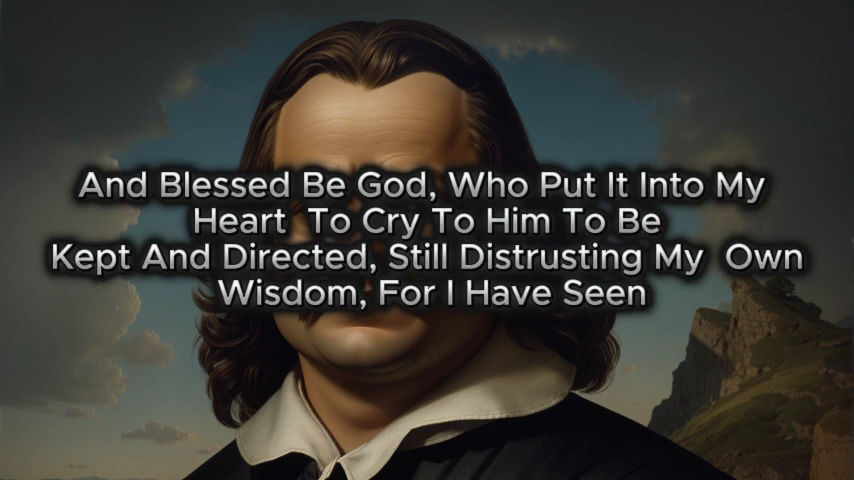 And Blessed Be God, Who Put It Into My
Heart To Cry To Him To Be
Kept And Directed, Still Distrusting My Own
Wisdom, For I Have Seen